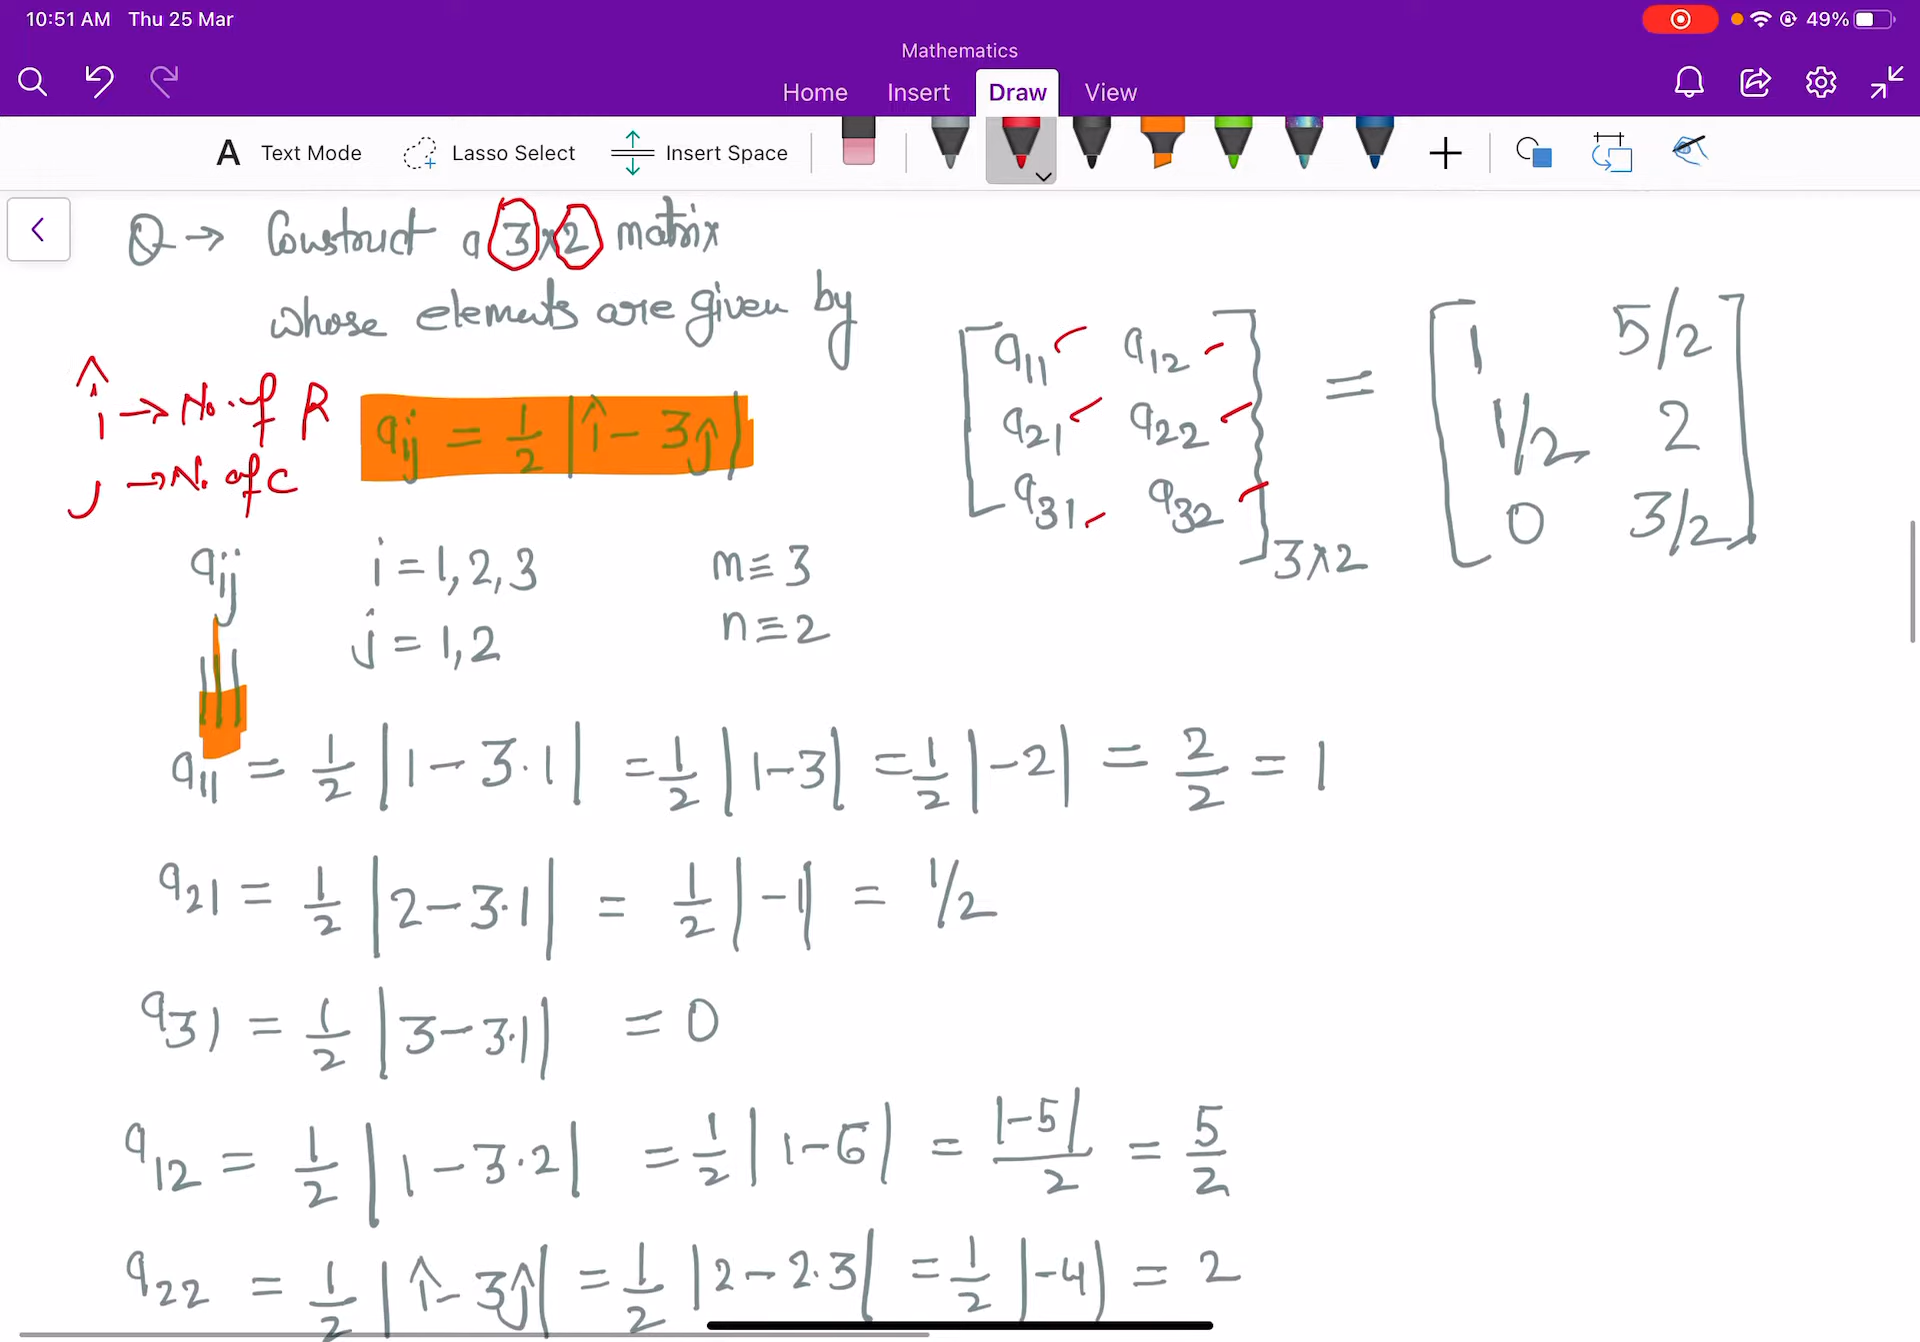 10:51 AM Thu 25 Mar
49%
Mathematics
Home Insert Draw View
A Text Mode Lasso Select Insert Space
Q → Construct a 3×2 matrix
whose elements are given by
i → No. of R
j → No. of C
aij = 1/2 |i - 3j|
[a11 a12
a21 a22
a31 a32]3×2
=
[1 5/2
1/2 2
0 3/2]
aij i = 1, 2, 3 m ≡ 3
j = 1, 2 n ≡ 2
a11 = 1/2 |1 - 3·1| = 1/2 |1-3| = 1/2 |-2| = 2/2 = 1
a21 = 1/2 |2 - 3·1| = 1/2 |-1| = 1/2
a31 = 1/2 |3 - 3·1| = 0
a12 = 1/2 |1 - 3·2| = 1/2 |1-6| = |-5|/2 = 5/2
a22 = 1/2 |i - 3j| = 1/2 |2 - 2·3| = 1/2 |-4| = 2